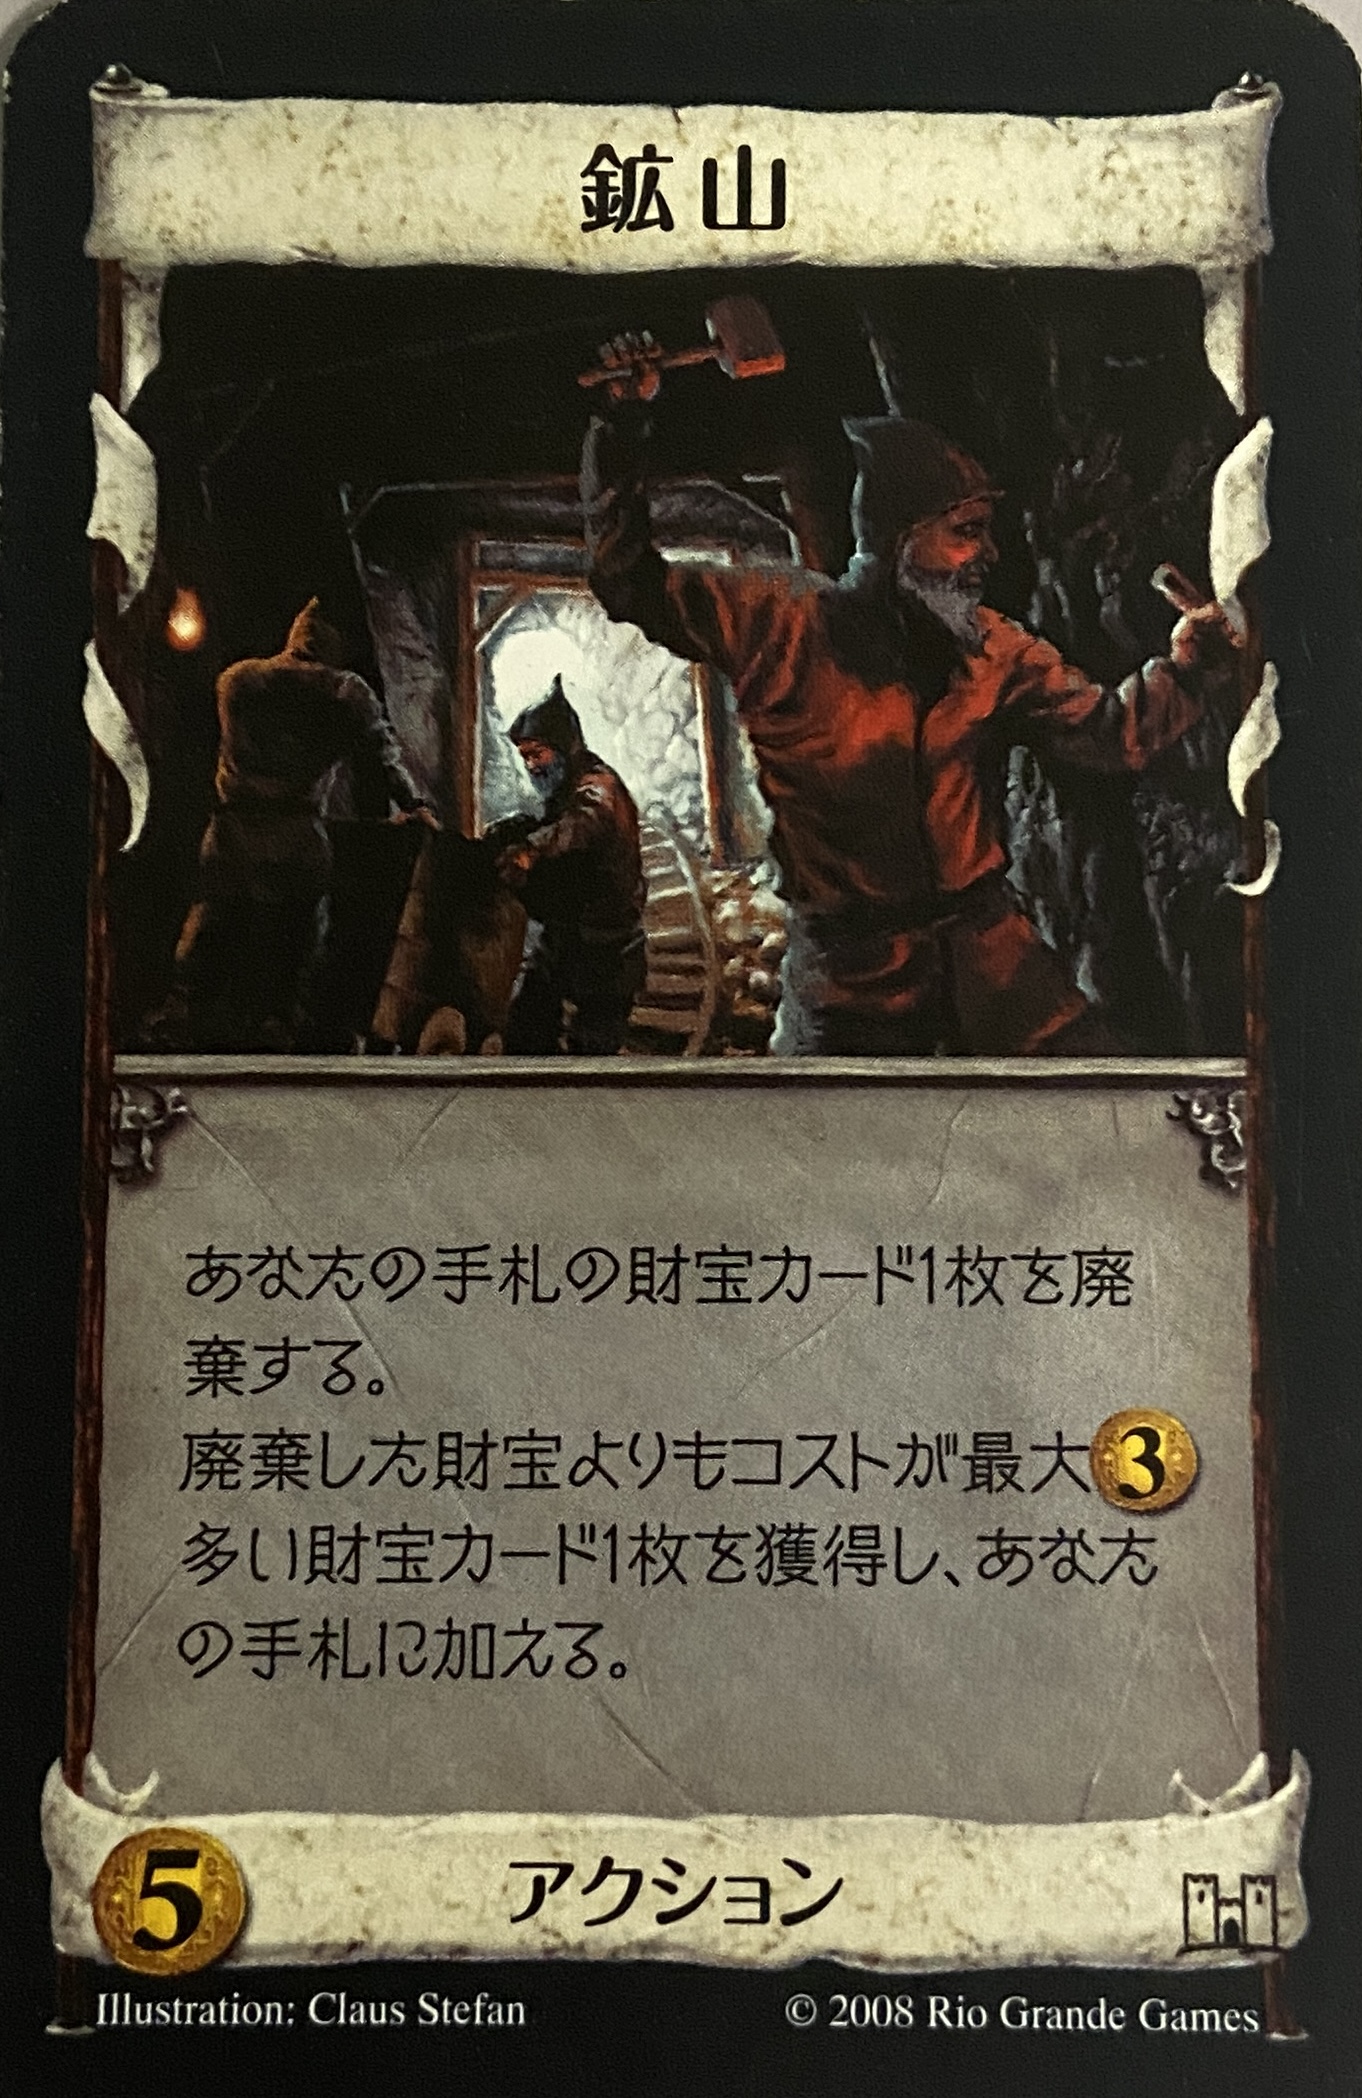 鉱山
あなたの手札の財宝カード1枚を廃
棄する。
廃棄した財宝よりもコストが最大3
多い財宝カード1枚を獲得し、あなた
の手札に加える。
5 アクション
Illustration: Claus Stefan © 2008 Rio Grande Games